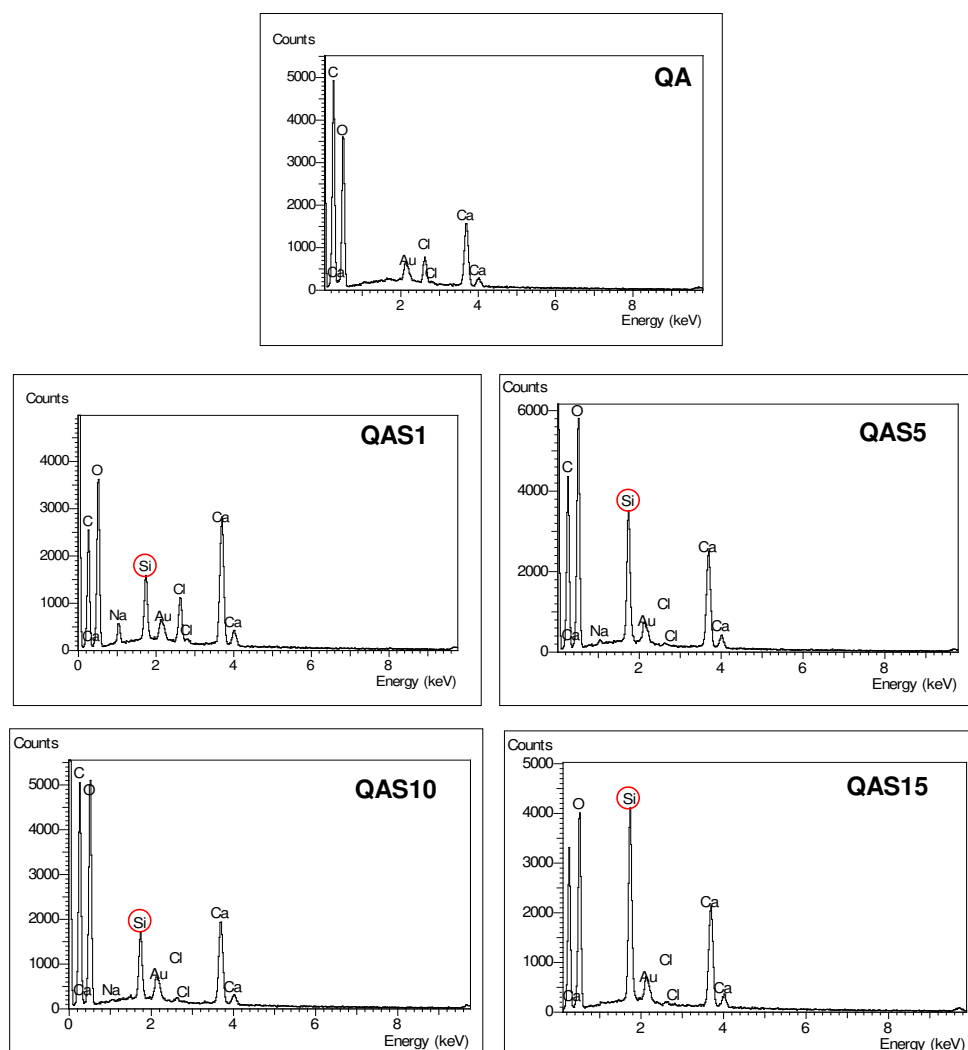 Counts
QA
5000
4000
3000
2000
1000
0
C
O
Ca
Au
Cl
Cl
Ca
Ca
2 4 6 8
Energy (keV)
Counts
QAS1
4000
3000
2000
1000
0
C
O
Ca
Na
Si
Au
Cl
Cl
Ca
Ca
0 2 4 6 8
Energy (keV)
Counts
QAS5
6000
4000
2000
0
C
O
Ca
Na
Si
Au
Cl
Cl
Ca
Ca
2 4 6 8
Energy (keV)
Counts
QAS10
5000
4000
3000
2000
1000
0
C
O
Ca
Na
Si
Au
Cl
Cl
Ca
Ca
0 2 4 6 8
Energy (keV)
Counts
QAS15
5000
4000
3000
2000
1000
0
O
Ca
Si
Au
Cl
Cl
Ca
Ca
2 4 6 8
Energy (keV)